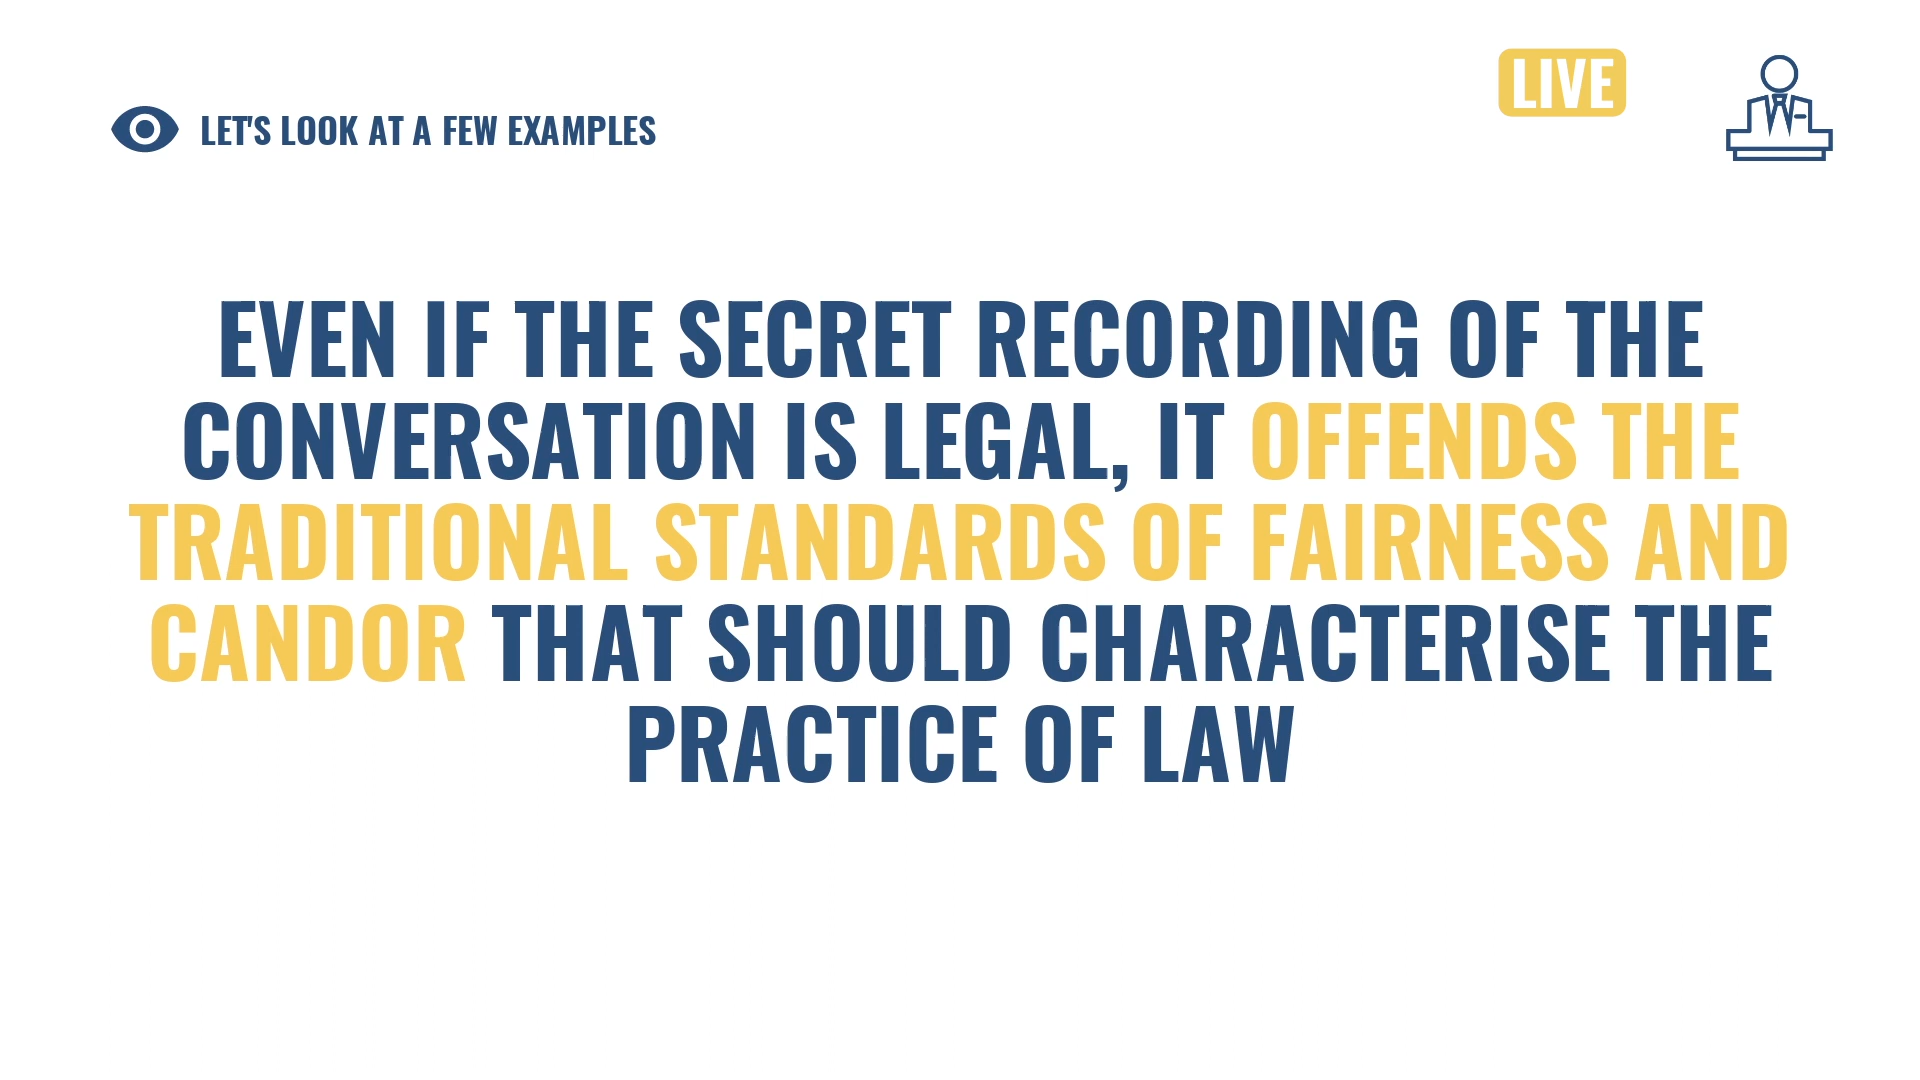 LET'S LOOK AT A FEW EXAMPLES
LIVE
EVEN IF THE SECRET RECORDING OF THE
CONVERSATION IS LEGAL, IT OFFENDS THE
TRADITIONAL STANDARDS OF FAIRNESS AND
CANDOR THAT SHOULD CHARACTERISE THE
PRACTICE OF LAW